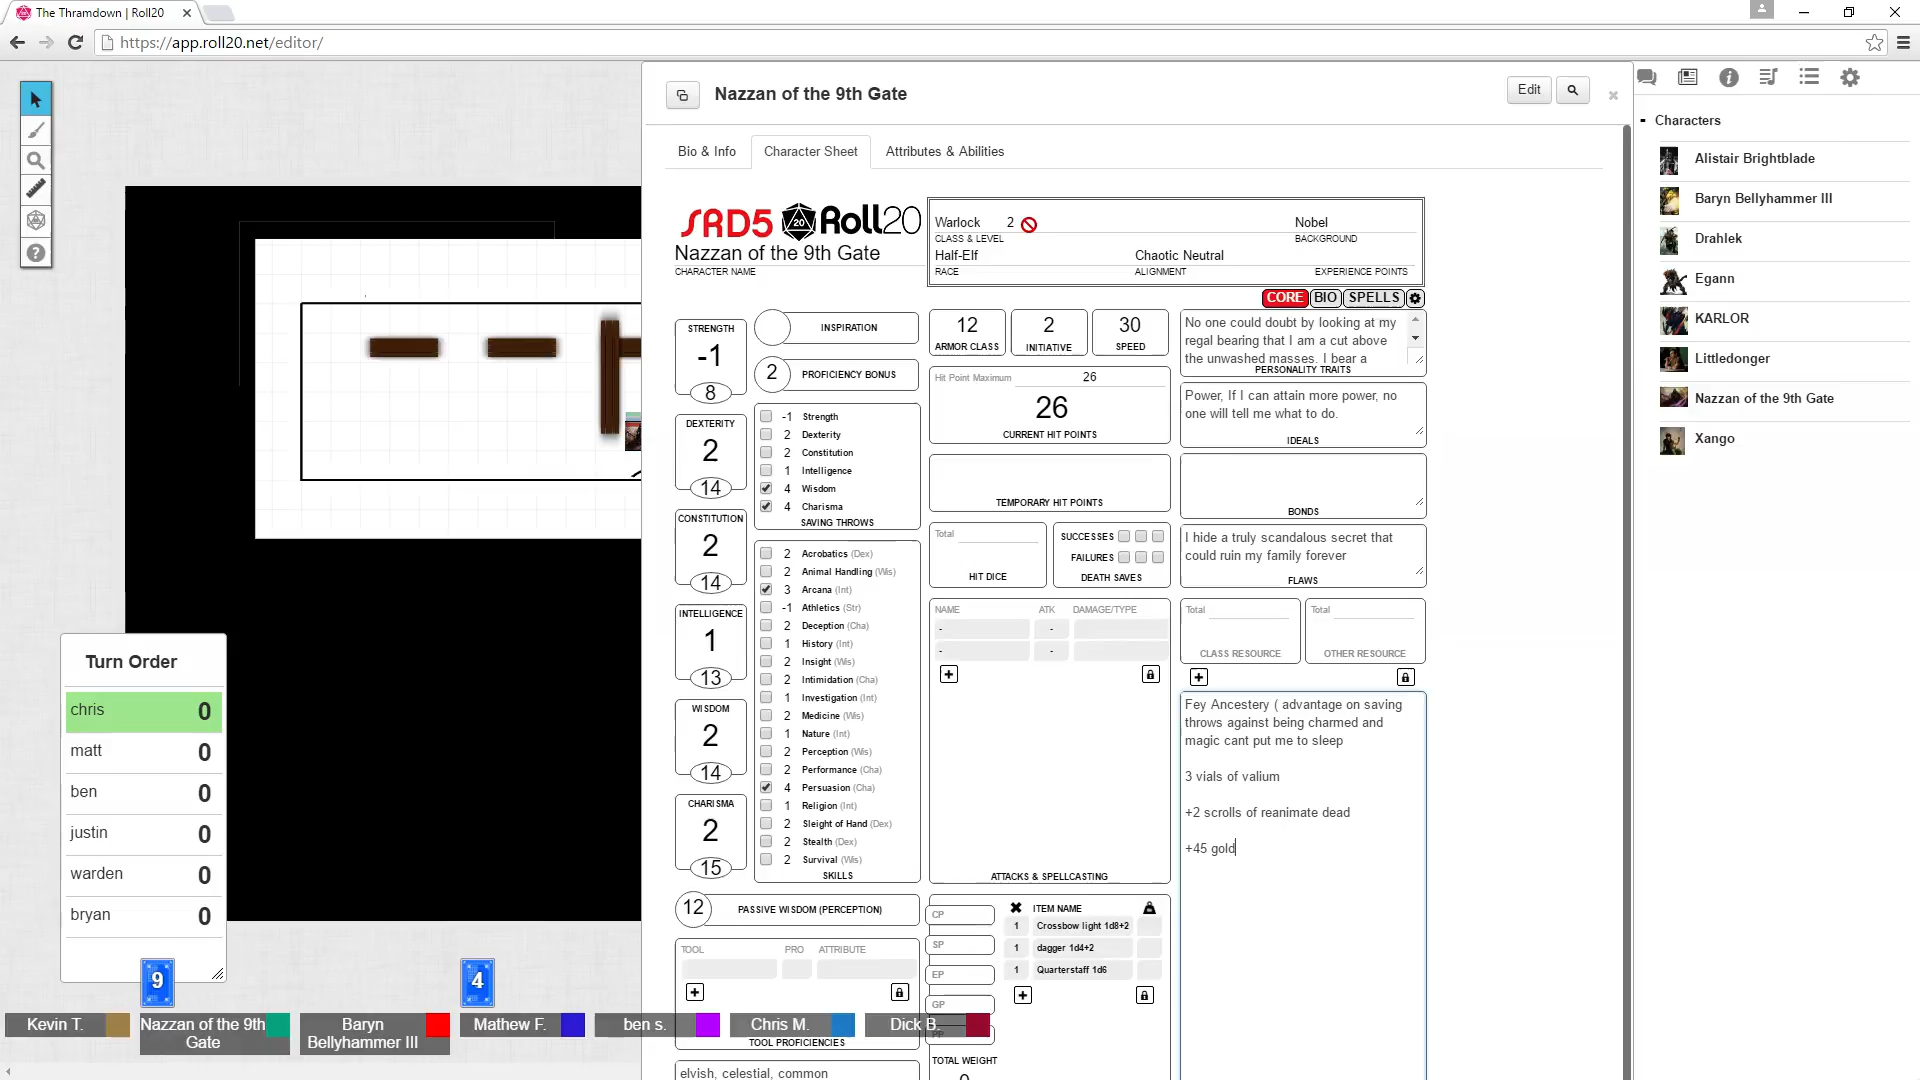 The Thramdown | Roll20
https://app.roll20.net/editor/
Nazzan of the 9th Gate
Edit
Bio & Info
Character Sheet
Attributes & Abilities
SRD5 20 Roll20
Nazzan of the 9th Gate
CHARACTER NAME
Warlock 2 Nobel
CLASS & LEVEL BACKGROUND
Half-Elf Chaotic Neutral
RACE ALIGNMENT EXPERIENCE POINTS
CORE BIO SPELLS
STRENGTH
-1
8
DEXTERITY
2
14
CONSTITUTION
2
14
INTELLIGENCE
1
13
WISDOM
2
14
CHARISMA
2
15
INSPIRATION
2 PROFICIENCY BONUS
-1 Strength
2 Dexterity
2 Constitution
1 Intelligence
4 Wisdom
4 Charisma
SAVING THROWS
2 Acrobatics (Dex)
2 Animal Handling (Wis)
3 Arcana (Int)
-1 Athletics (Str)
2 Deception (Cha)
1 History (Int)
2 Insight (Wis)
2 Intimidation (Cha)
1 Investigation (Int)
2 Medicine (Wis)
1 Nature (Int)
2 Perception (Wis)
2 Performance (Cha)
4 Persuasion (Cha)
1 Religion (Int)
2 Sleight of Hand (Dex)
2 Stealth (Dex)
2 Survival (Wis)
SKILLS
12 PASSIVE WISDOM (PERCEPTION)
TOOL PRO ATTRIBUTE
TOOL PROFICIENCIES
elvish, celestial, common
12
ARMOR CLASS
2
INITIATIVE
30
SPEED
Hit Point Maximum 26
26
CURRENT HIT POINTS
TEMPORARY HIT POINTS
Total
HIT DICE
SUCCESSES
FAILURES
DEATH SAVES
NAME ATK DAMAGE/TYPE
- -
- -
ATTACKS & SPELLCASTING
CP
SP
EP
GP
PP
TOTAL WEIGHT
ITEM NAME
1 Crossbow light 1d8+2
1 dagger 1d4+2
1 Quarterstaff 1d6
No one could doubt by looking at my
regal bearing that I am a cut above
the unwashed masses. I bear a
PERSONALITY TRAITS
Power, If I can attain more power, no
one will tell me what to do.
IDEALS
BONDS
I hide a truly scandalous secret that
could ruin my family forever
FLAWS
Total
CLASS RESOURCE
Total
OTHER RESOURCE
Fey Ancestery ( advantage on saving
throws against being charmed and
magic cant put me to sleep
3 vials of valium
+2 scrolls of reanimate dead
+45 gold
Characters
Alistair Brightblade
Baryn Bellyhammer III
Drahlek
Egann
KARLOR
Littledonger
Nazzan of the 9th Gate
Xango
Turn Order
chris 0
matt 0
ben 0
justin 0
warden 0
bryan 0
9
4
Kevin T.
Nazzan of the 9th
Gate
Baryn
Bellyhammer III
Mathew F.
ben s.
Chris M.
Dick B.